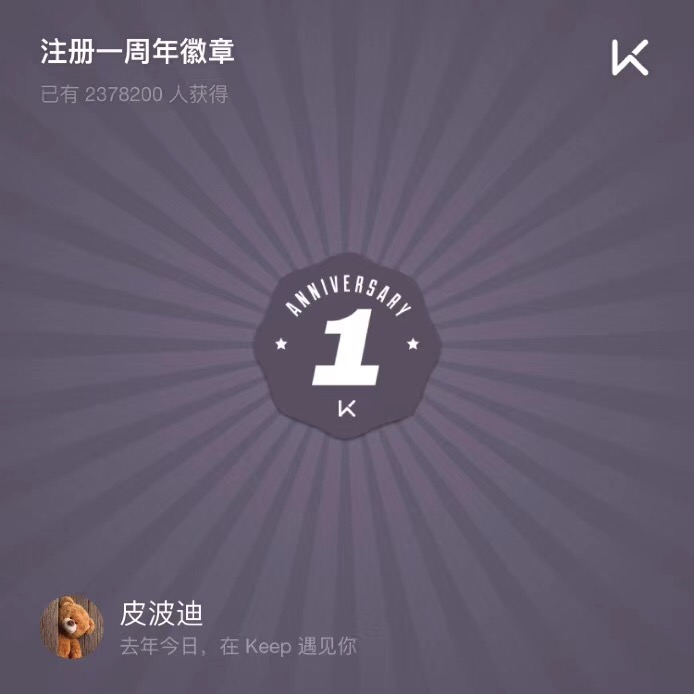 注册一周年徽章
已有 2378200 人获得
ANNIVERSARY
1
皮波迪
去年今日，在 Keep 遇见你